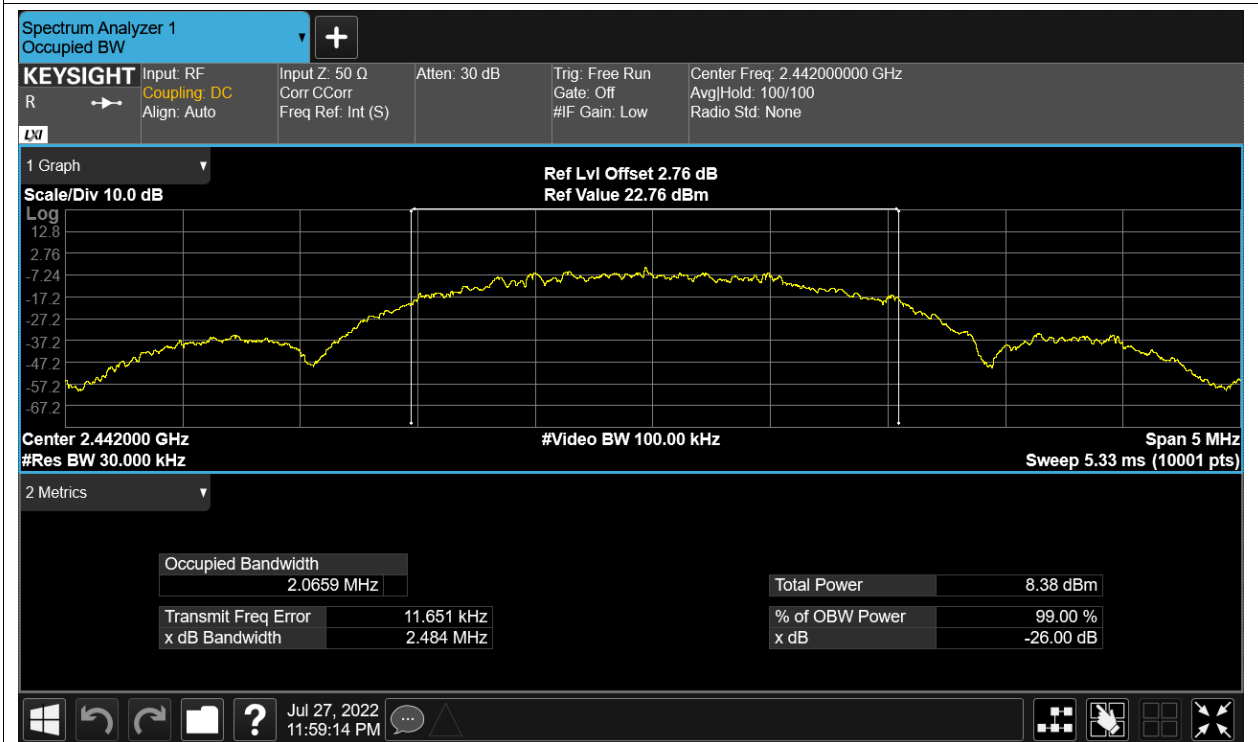 Spectrum Analyzer 1
Occupied BW
+
KEYSIGHT Input: RF Input Z: 50 Ω Atten: 30 dB Trig: Free Run Center Freq: 2.442000000 GHz
R Coupling: DC Corr CCorr Gate: Off Avg|Hold: 100/100
Align: Auto Freq Ref: Int (S) #IF Gain: Low Radio Std: None
LXI
1 Graph
Ref Lvl Offset 2.76 dB
Scale/Div 10.0 dB Ref Value 22.76 dBm
Log
12.8
2.76
-7.24
-17.2
-27.2
-37.2
-47.2
-57.2
-67.2
Center 2.442000 GHz #Video BW 100.00 kHz Span 5 MHz
#Res BW 30.000 kHz Sweep 5.33 ms (10001 pts)
2 Metrics
Occupied Bandwidth
2.0659 MHz Total Power 8.38 dBm
Transmit Freq Error 11.651 kHz % of OBW Power 99.00 %
x dB Bandwidth 2.484 MHz x dB -26.00 dB
? Jul 27, 2022
11:59:14 PM